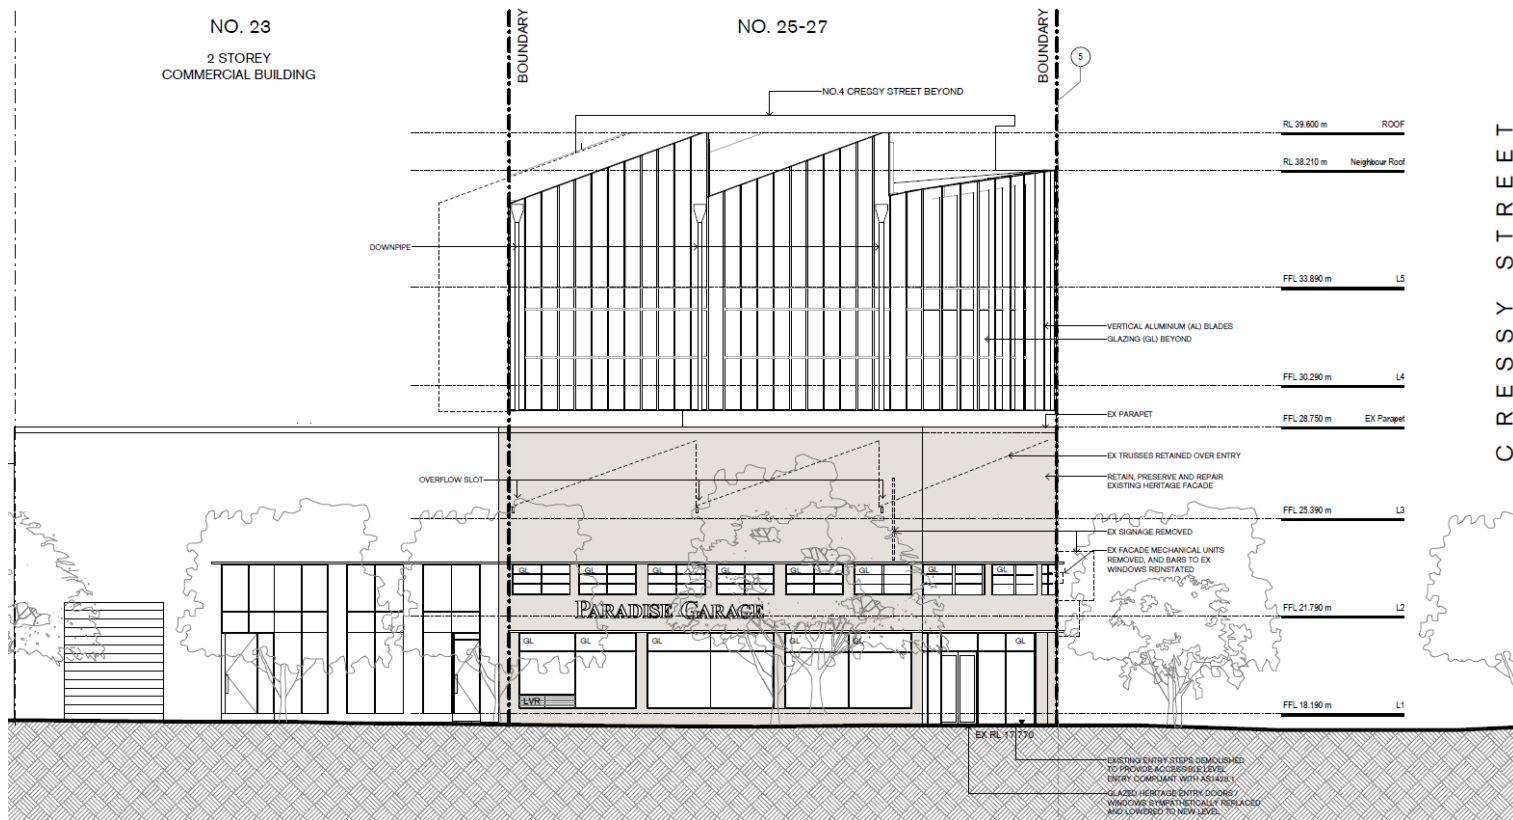 NO. 23
2 STOREY
COMMERCIAL BUILDING
BOUNDARY
NO. 25-27
BOUNDARY
5
NO.4 CRESSY STREET BEYOND
RL 39.600 m ROOF
RL 38.210 m Neighbour Roof
CRESSY STREET
DOWNPIPE
FFL 33.890 m L5
VERTICAL ALUMINIUM (AL) BLADES
GLAZING (GL) BEYOND
FFL 30.290 m L4
EX PARAPET
FFL 28.750 m EX Parapet
EX TRUSSES RETAINED OVER ENTRY
OVERFLOW SLOT
RETAIN, PRESERVE AND REPAIR
EXISTING HERITAGE FACADE
FFL 25.390 m L3
EX SIGNAGE REMOVED
EX FACADE MECHANICAL UNITS
REMOVED, AND BARS TO EX
WINDOWS REINSTATED
GL GL GL GL GL GL GL GL
PARADISE GARAGE
FFL 21.790 m L2
GL GL GL GL GL GL
LVR
FFL 18.190 m L1
EX RL 17.770
EXISTING ENTRY STEPS DEMOLISHED
TO PROVIDE ACCESSIBLE LEVEL
ENTRY COMPLIANT WITH AS1428.1
GLAZED HERITAGE ENTRY DOORS /
WINDOWS SYMPATHETICALLY REPLACED
AND LOWERED TO NEW LEVEL